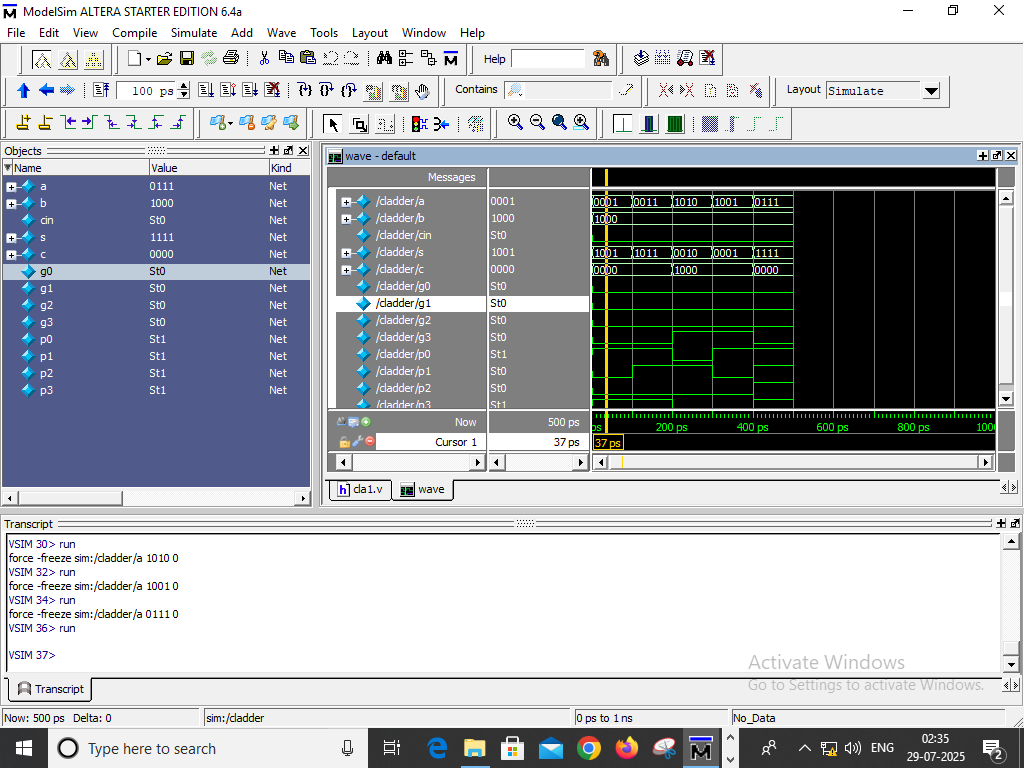 ModelSim ALTERA STARTER EDITION 6.4a
File Edit View Compile Simulate Add Wave Tools Layout Window Help
Help
100 ps
Contains
Layout Simulate
Objects
Name Value Kind
a 0111 Net
b 1000 Net
cin St0 Net
s 1111 Net
c 0000 Net
g0 St0 Net
g1 St0 Net
g2 St0 Net
g3 St0 Net
p0 St1 Net
p1 St1 Net
p2 St1 Net
p3 St1 Net
wave - default
Messages
/cladder/a 0001 0001 0011 1010 1001 0111
/cladder/b 1000 1000
/cladder/cin St0
/cladder/s 1001 1001 1011 0010 0001 1111
/cladder/c 0000 0000 1000 0000
/cladder/g0 St0
/cladder/g1 St0
/cladder/g2 St0
/cladder/g3 St0
/cladder/p0 St1
/cladder/p1 St0
/cladder/p2 St0
/cladder/p3 St1
Now 500 ps ps 200 ps 400 ps 600 ps 800 ps 1000
Cursor 1 37 ps 37 ps
h cla1.v wave
Transcript
VSIM 30> run
force -freeze sim:/cladder/a 1010 0
VSIM 32> run
force -freeze sim:/cladder/a 1001 0
VSIM 34> run
force -freeze sim:/cladder/a 0111 0
VSIM 36> run
VSIM 37>
Activate Windows
Go to Settings to activate Windows.
Transcript
Now: 500 ps Delta: 0 sim:/cladder 0 ps to 1 ns No_Data
Type here to search
ENG
02:35
29-07-2025
2